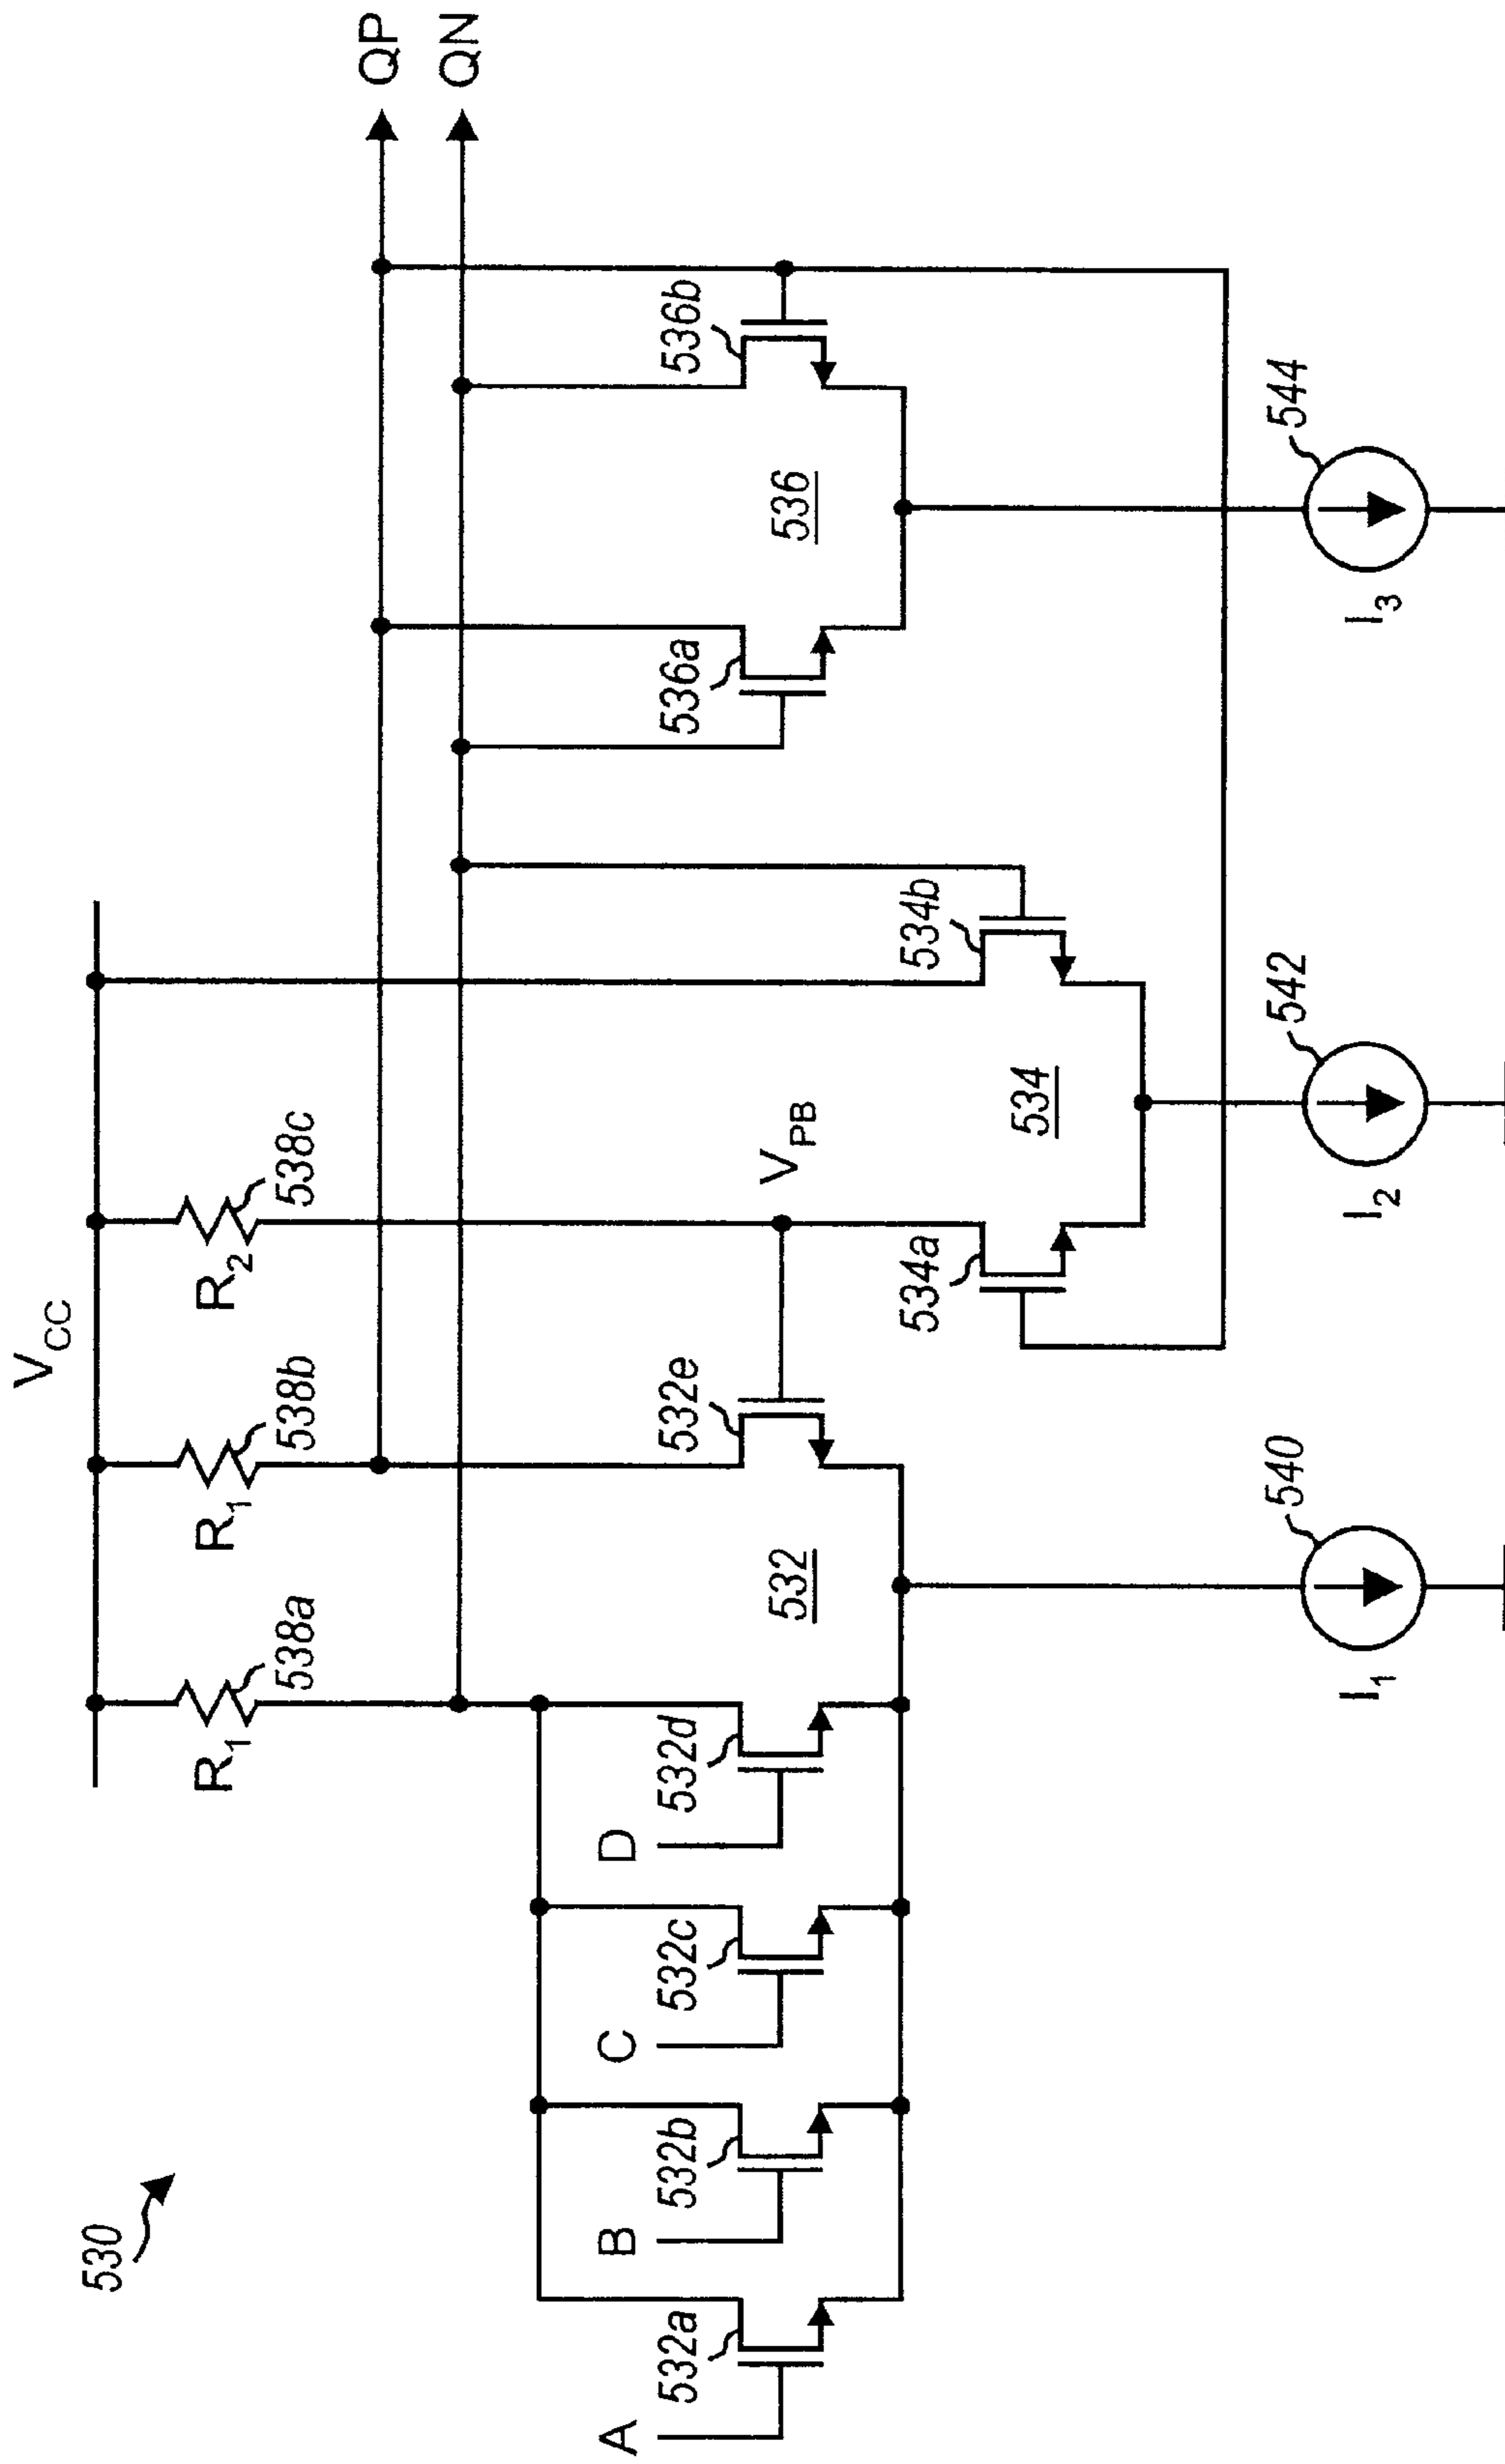 530
V_CC
R_1
538a
R_1
538b
R_2
538c
QP
QN
A
532a
B
532b
C
532c
D
532d
532
532e
V_PB
534a
534
534b
536a
536
536b
I_1
540
I_2
542
I_3
544